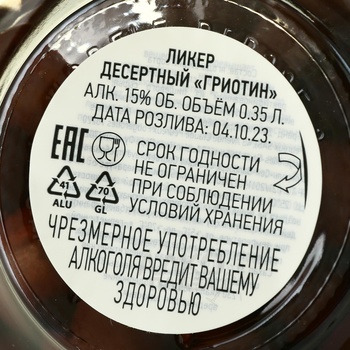 ЛИКЕР
ДЕСЕРТНЫЙ «ГРИОТИН»
АЛК. 15% ОБ. ОБЪЁМ 0.35 Л.
ДАТА РОЗЛИВА: 04.10.23.
ЕАС
СРОК ГОДНОСТИ
НЕ ОГРАНИЧЕН
ПРИ СОБЛЮДЕНИИ
УСЛОВИЙ ХРАНЕНИЯ
41
ALU
70
GL
ЧРЕЗМЕРНОЕ УПОТРЕБЛЕНИЕ
АЛКОГОЛЯ ВРЕДИТ ВАШЕМУ
ЗДОРОВЬЮ